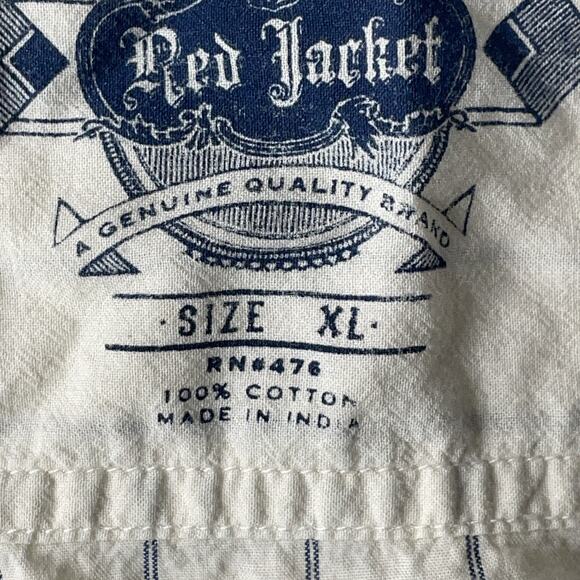 Red Jacket
A GENUINE QUALITY BRAND
·SIZE XL·
RN#476
100% COTTON
MADE IN INDIA